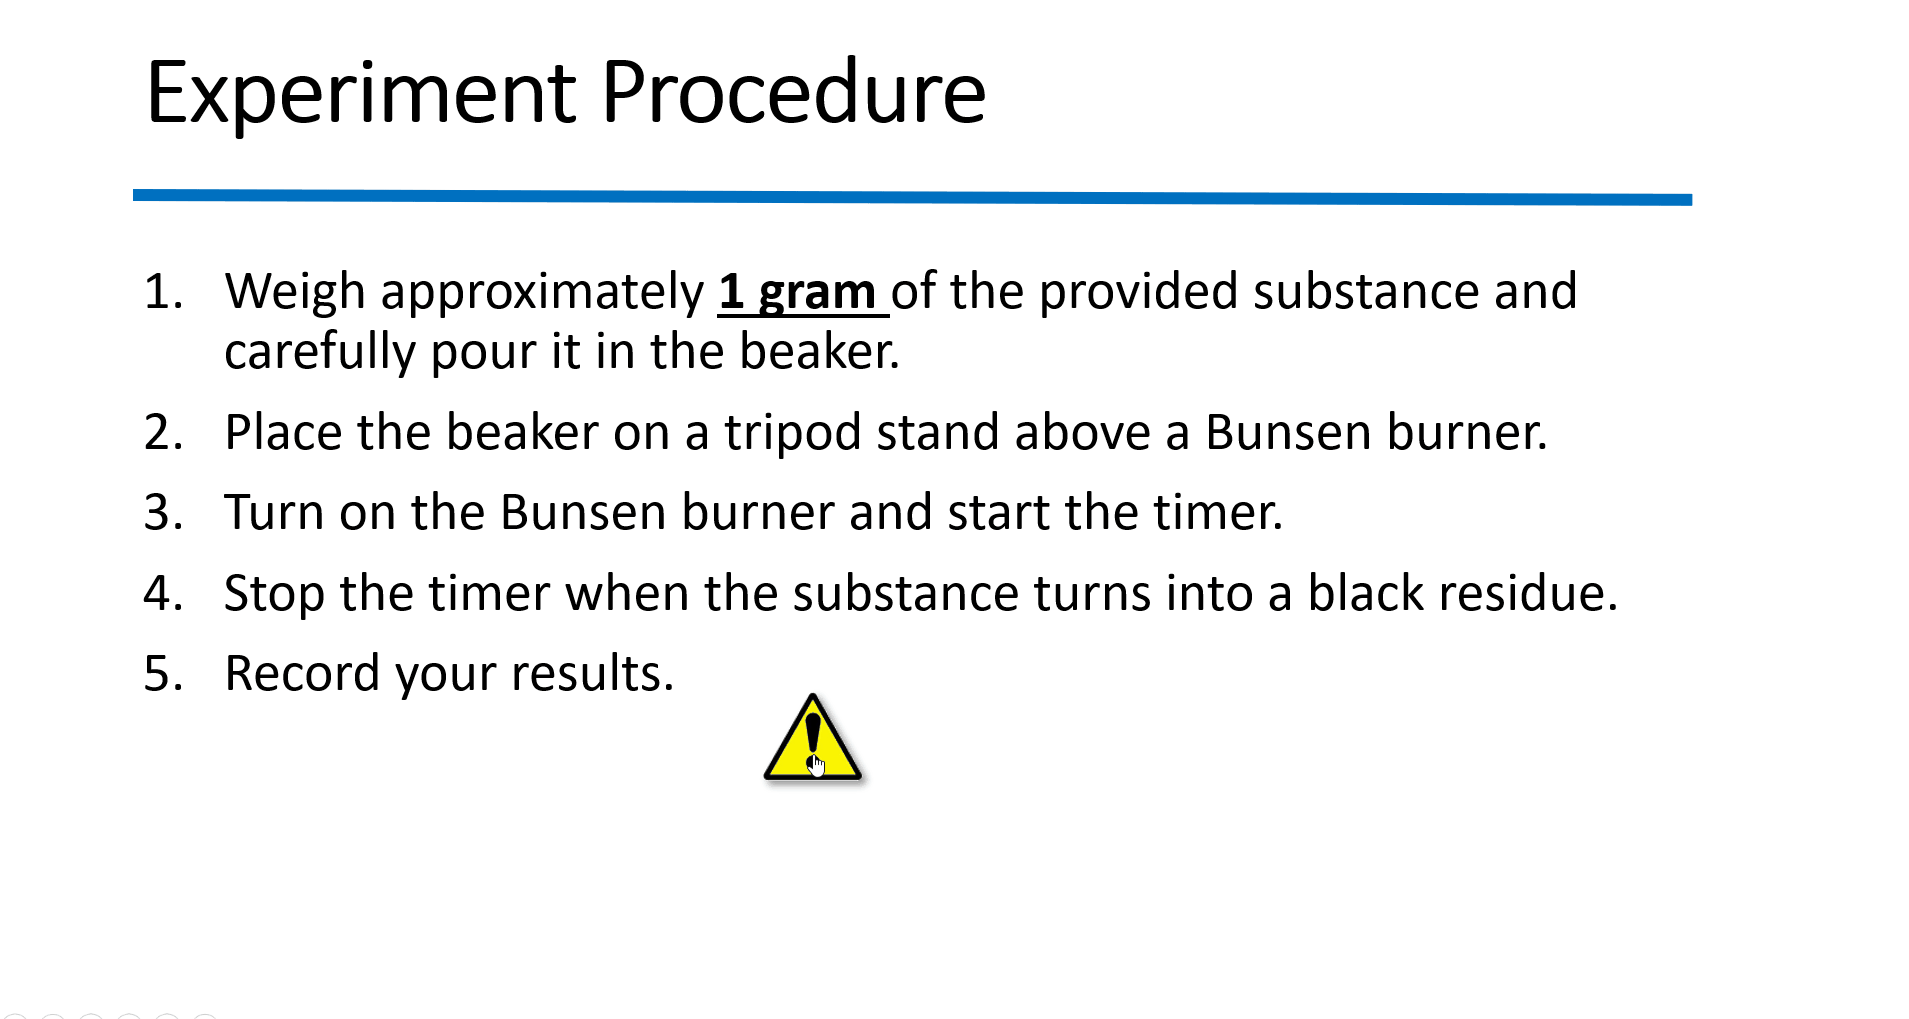 Experiment Procedure
1. Weigh approximately 1 gram of the provided substance and
carefully pour it in the beaker.
2. Place the beaker on a tripod stand above a Bunsen burner.
3. Turn on the Bunsen burner and start the timer.
4. Stop the timer when the substance turns into a black residue.
5. Record your results.